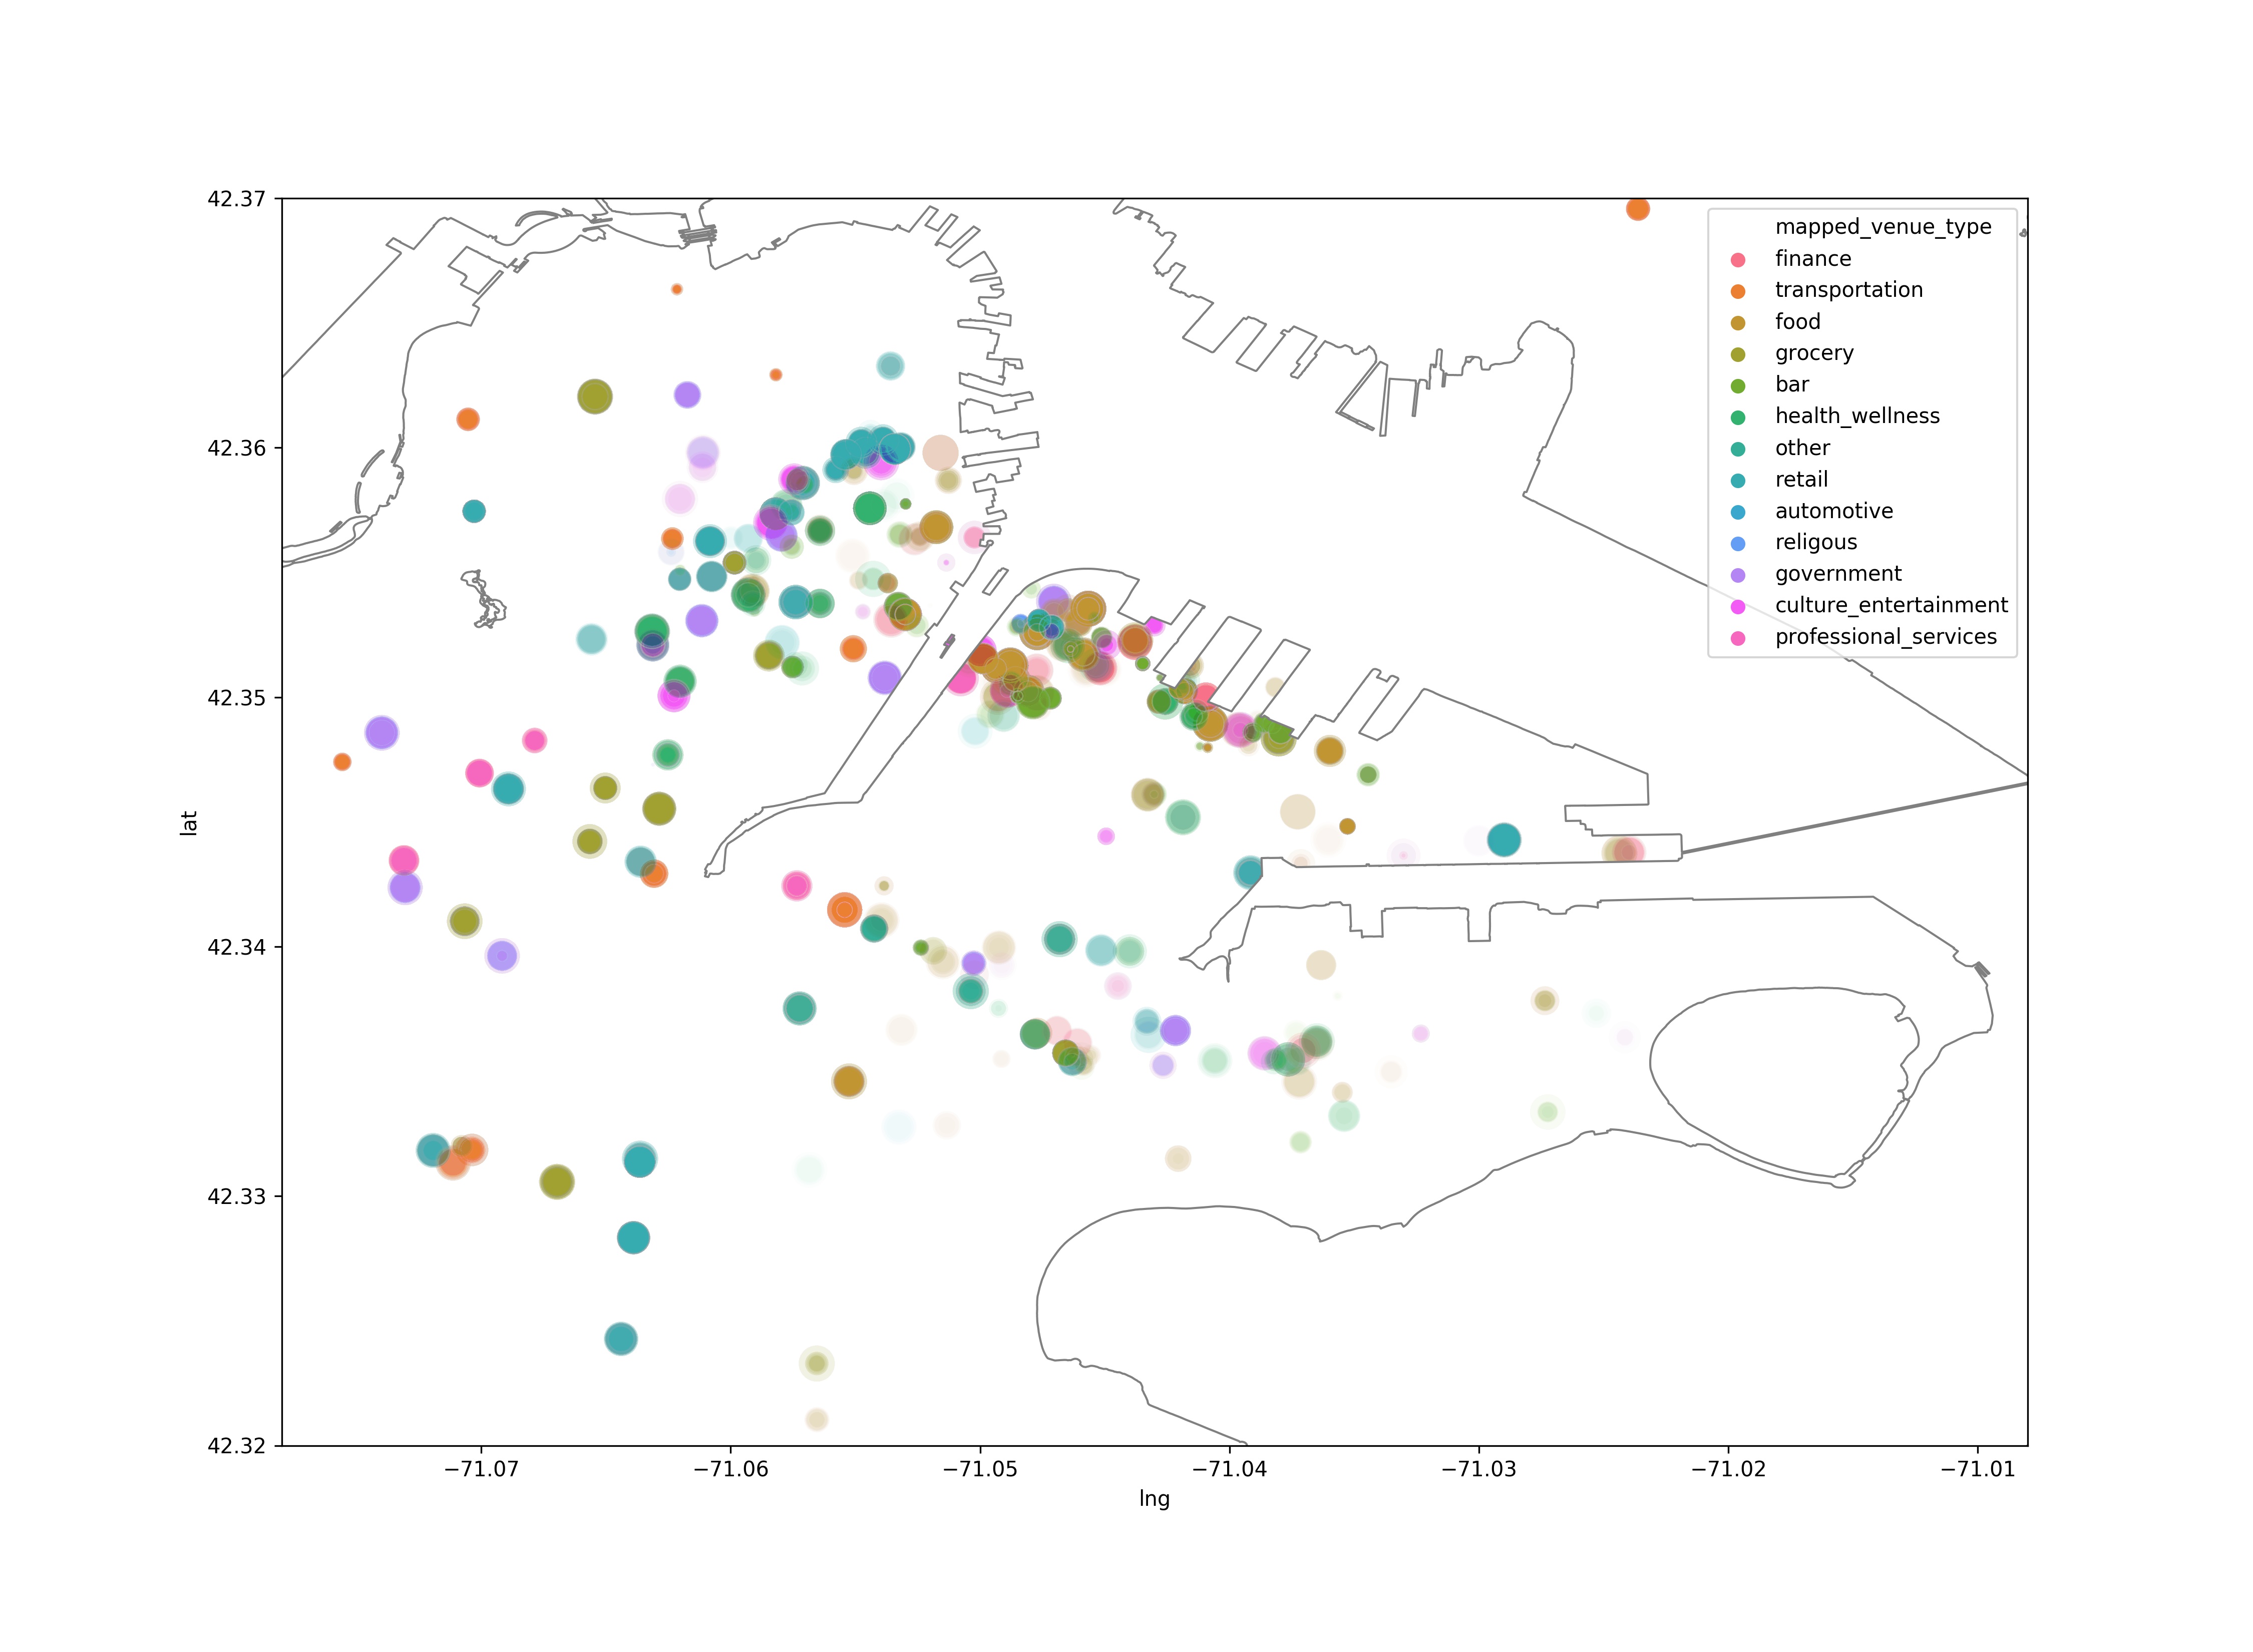 42.37
42.36
42.35
42.34
42.33
42.32
lat
−71.07
−71.06
−71.05
−71.04
−71.03
−71.02
−71.01
lng
mapped_venue_type
finance
transportation
food
grocery
bar
health_wellness
other
retail
automotive
religous
government
culture_entertainment
professional_services